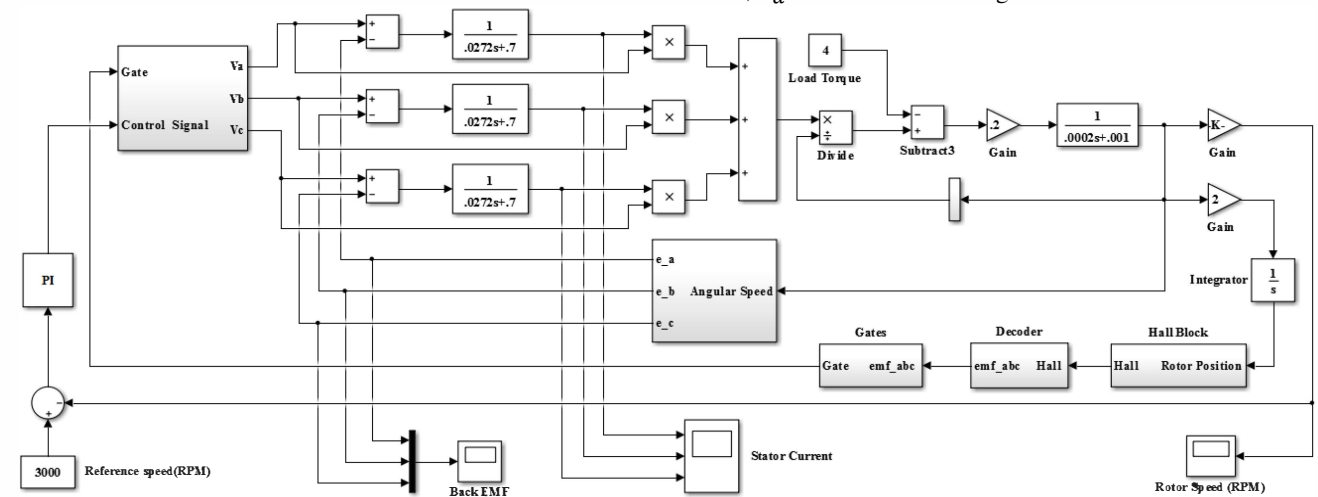 Gate
Control Signal
Va
Vb
Vc
+
−
1
.0272s+.7
×
+
−
1
.0272s+.7
×
+
−
1
.0272s+.7
×
+
+
+
4
Load Torque
×
÷
Divide
−
+
Subtract3
.2
Gain
1
.0002s+.001
K-
Gain
2
Gain
PI
e_a
e_b
e_c
Angular Speed
Integrator
1
s
Gates
Gate emf_abc
Decoder
emf_abc Hall
Hall Block
Hall Rotor Position
−
+
3000
Reference speed(RPM)
Back EMF
Stator Current
Rotor Speed (RPM)